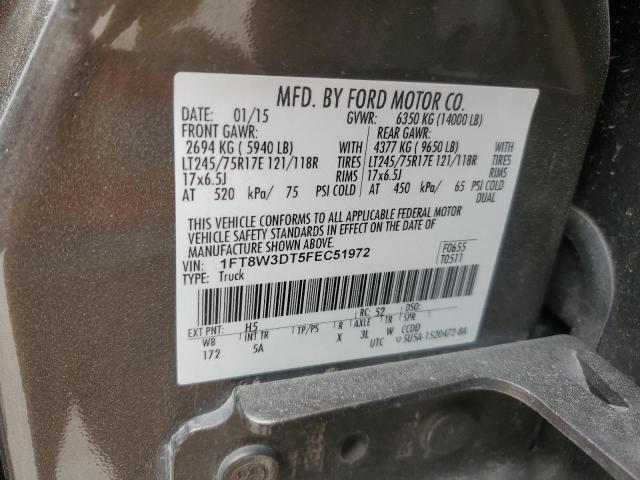 MFD. BY FORD MOTOR CO.
DATE: 01/15 GVWR: 6350 KG (14000 LB)
FRONT GAWR: REAR GAWR:
2694 KG ( 5940 LB) WITH 4377 KG ( 9650 LB) WITH
LT245/75R17E 121/118R TIRES LT245/75R17E 121/118R TIRES
17x6.5J RIMS 17x6.5J RIMS
AT 520 kPa/ 75 PSI COLD AT 450 kPa/ 65 PSI COLD
DUAL
THIS VEHICLE CONFORMS TO ALL APPLICABLE FEDERAL MOTOR
VEHICLE SAFETY STANDARDS IN EFFECT ON THE DATE OF
MANUFACTURE SHOWN ABOVE.
VIN: 1FT8W3DT5FEC51972
TYPE: Truck
F0655
T0511
EXT PNT: H5 RC: 52 DSO:
WB INT TR TP/PS R AXLE TR SPR
172 5A X 3L W CCDD
UTC ▽5U5A-1520472-BA